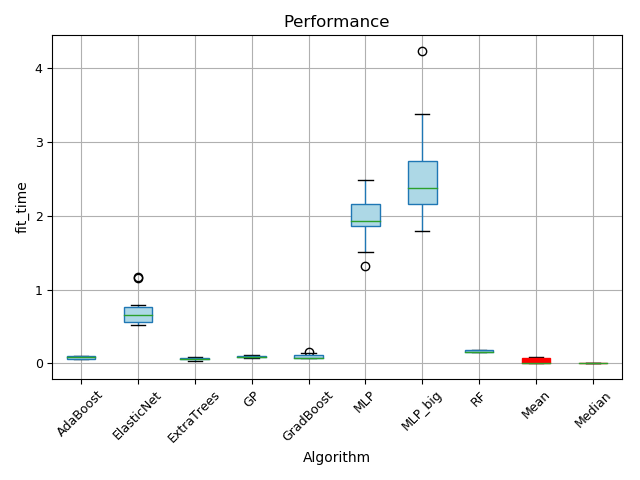 Performance
fit_time
4
3
2
1
0
AdaBoost
ElasticNet
ExtraTrees
GP
GradBoost
MLP
MLP_big
RF
Mean
Median
Algorithm